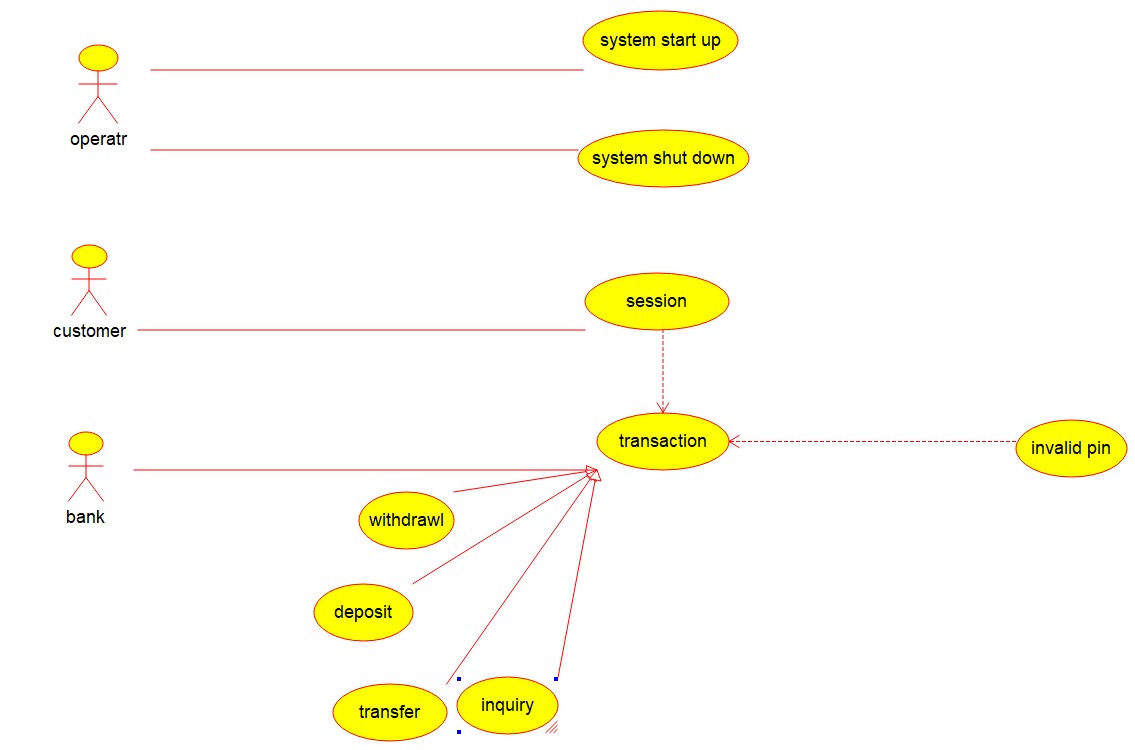 system start up
operatr
system shut down
customer
session
transaction
invalid pin
bank
withdrawl
deposit
transfer
inquiry